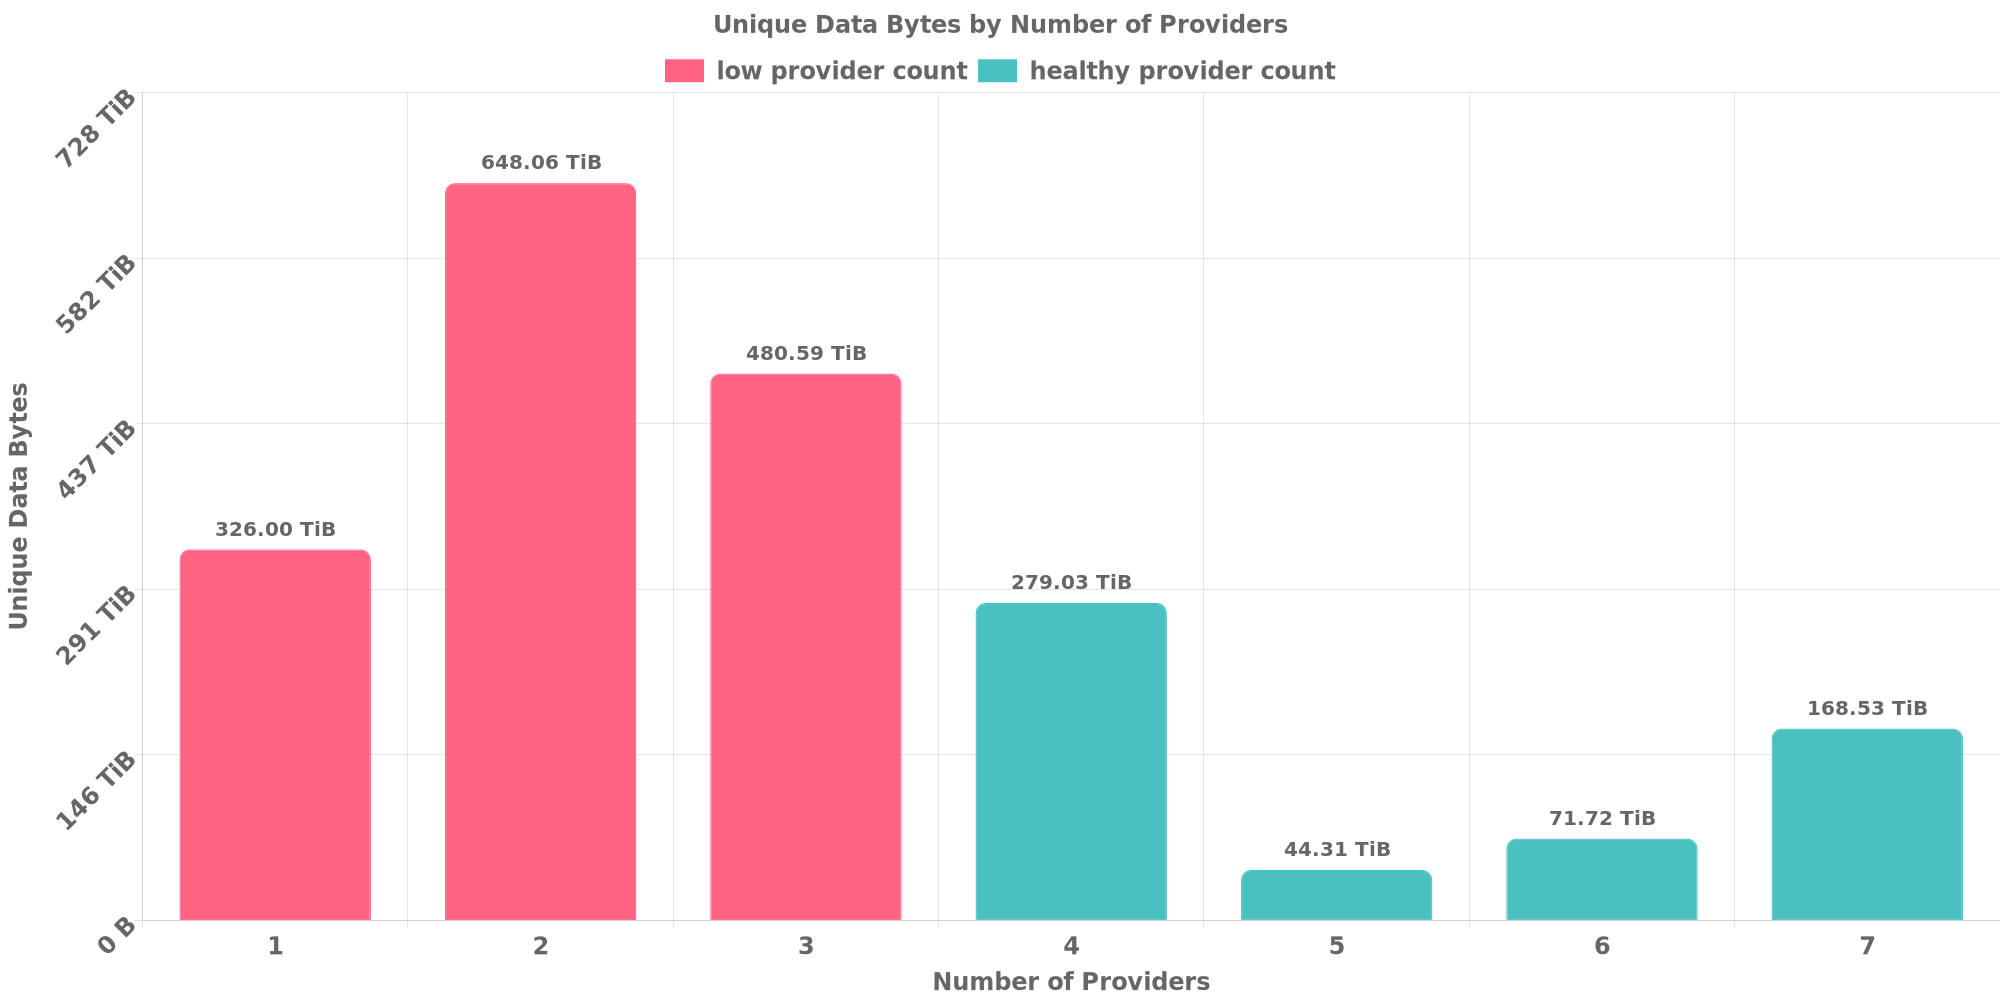 Unique Data Bytes by Number of Providers
low provider count
healthy provider count
728 TiB
582 TiB
437 TiB
291 TiB
146 TiB
0 B
Unique Data Bytes
326.00 TiB
648.06 TiB
480.59 TiB
279.03 TiB
44.31 TiB
71.72 TiB
168.53 TiB
1
2
3
4
5
6
7
Number of Providers